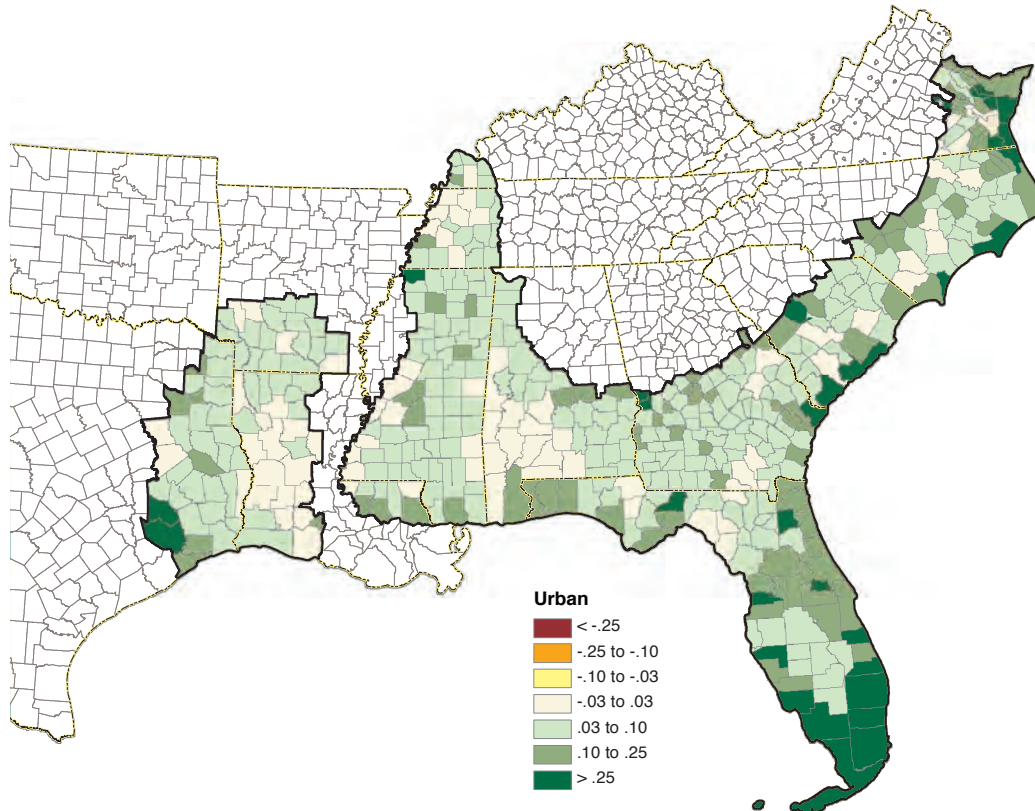 Urban
< -.25
-.25 to -.10
-.10 to -.03
-.03 to .03
.03 to .10
.10 to .25
> .25